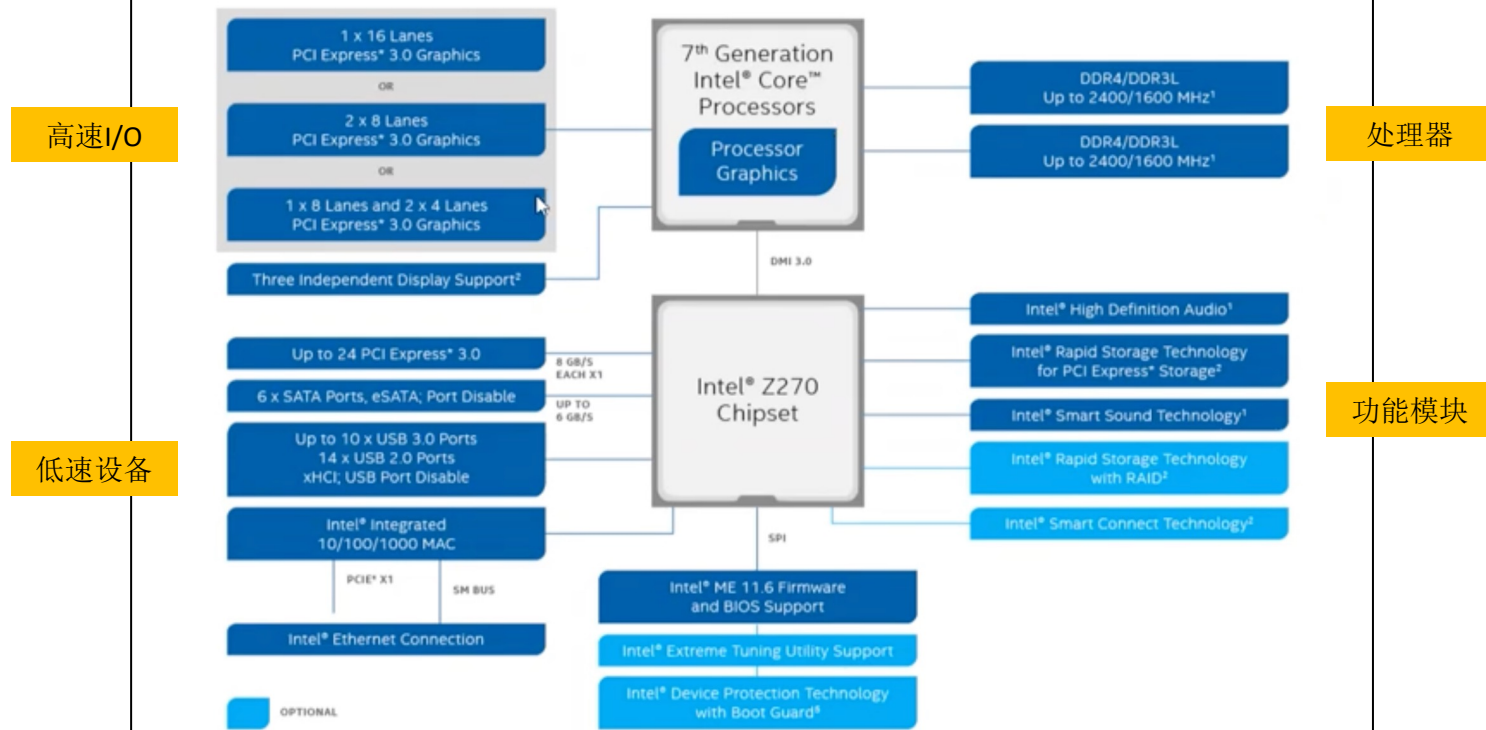 1 x 16 Lanes
PCI Express* 3.0 Graphics
OR
2 x 8 Lanes
PCI Express* 3.0 Graphics
OR
1 x 8 Lanes and 2 x 4 Lanes
PCI Express* 3.0 Graphics
高速I/O
Three Independent Display Support²
7th Generation
Intel® Core™
Processors
Processor
Graphics
DDR4/DDR3L
Up to 2400/1600 MHz¹
DDR4/DDR3L
Up to 2400/1600 MHz¹
处理器
DMI 3.0
Up to 24 PCI Express* 3.0
8 GB/S
EACH X1
6 x SATA Ports, eSATA; Port Disable
UP TO
6 GB/S
Up to 10 x USB 3.0 Ports
14 x USB 2.0 Ports
xHCI; USB Port Disable
低速设备
Intel® Integrated
10/100/1000 MAC
PCIE* X1
SM BUS
Intel® Ethernet Connection
Intel® Z270
Chipset
Intel® High Definition Audio¹
Intel® Rapid Storage Technology
for PCI Express* Storage²
Intel® Smart Sound Technology¹
Intel® Rapid Storage Technology
with RAID²
Intel® Smart Connect Technology²
功能模块
SPI
Intel® ME 11.6 Firmware
and BIOS Support
Intel® Extreme Tuning Utility Support
Intel® Device Protection Technology
with Boot Guard⁶
OPTIONAL